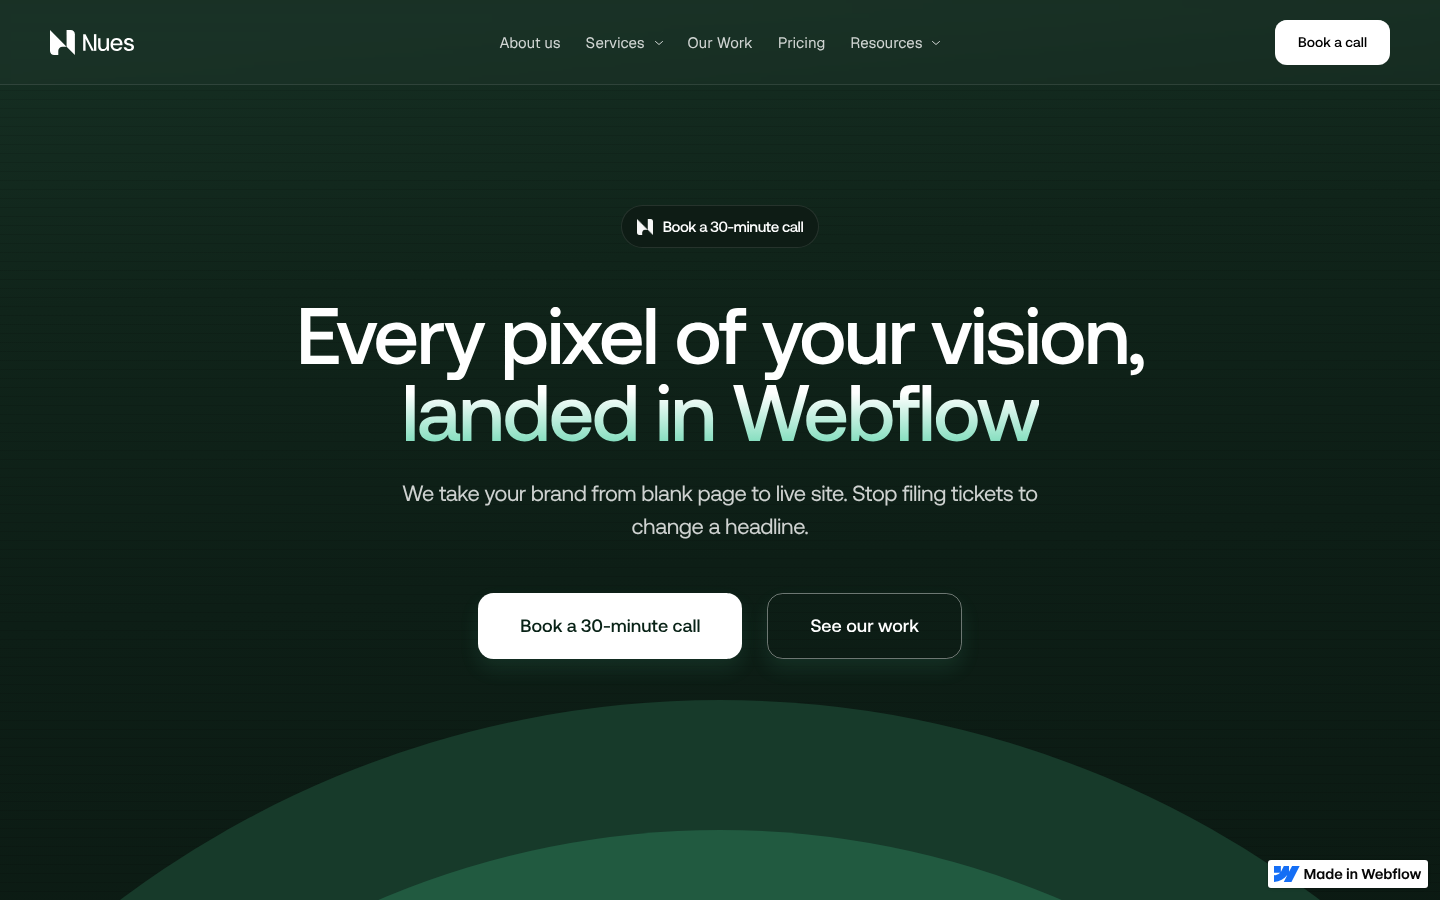 Nues
About us
Services
Our Work
Pricing
Resources
Book a call
Book a 30-minute call
Every pixel of your vision,
landed in Webflow
We take your brand from blank page to live site. Stop filing tickets to
change a headline.
Book a 30-minute call
See our work
Made in Webflow